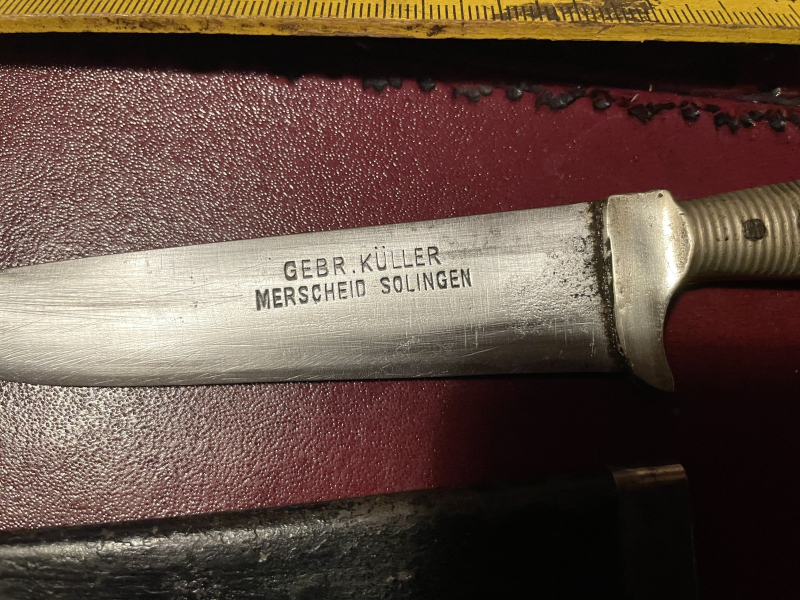 GEBR. KÜLLER
MERSCHEID SOLINGEN